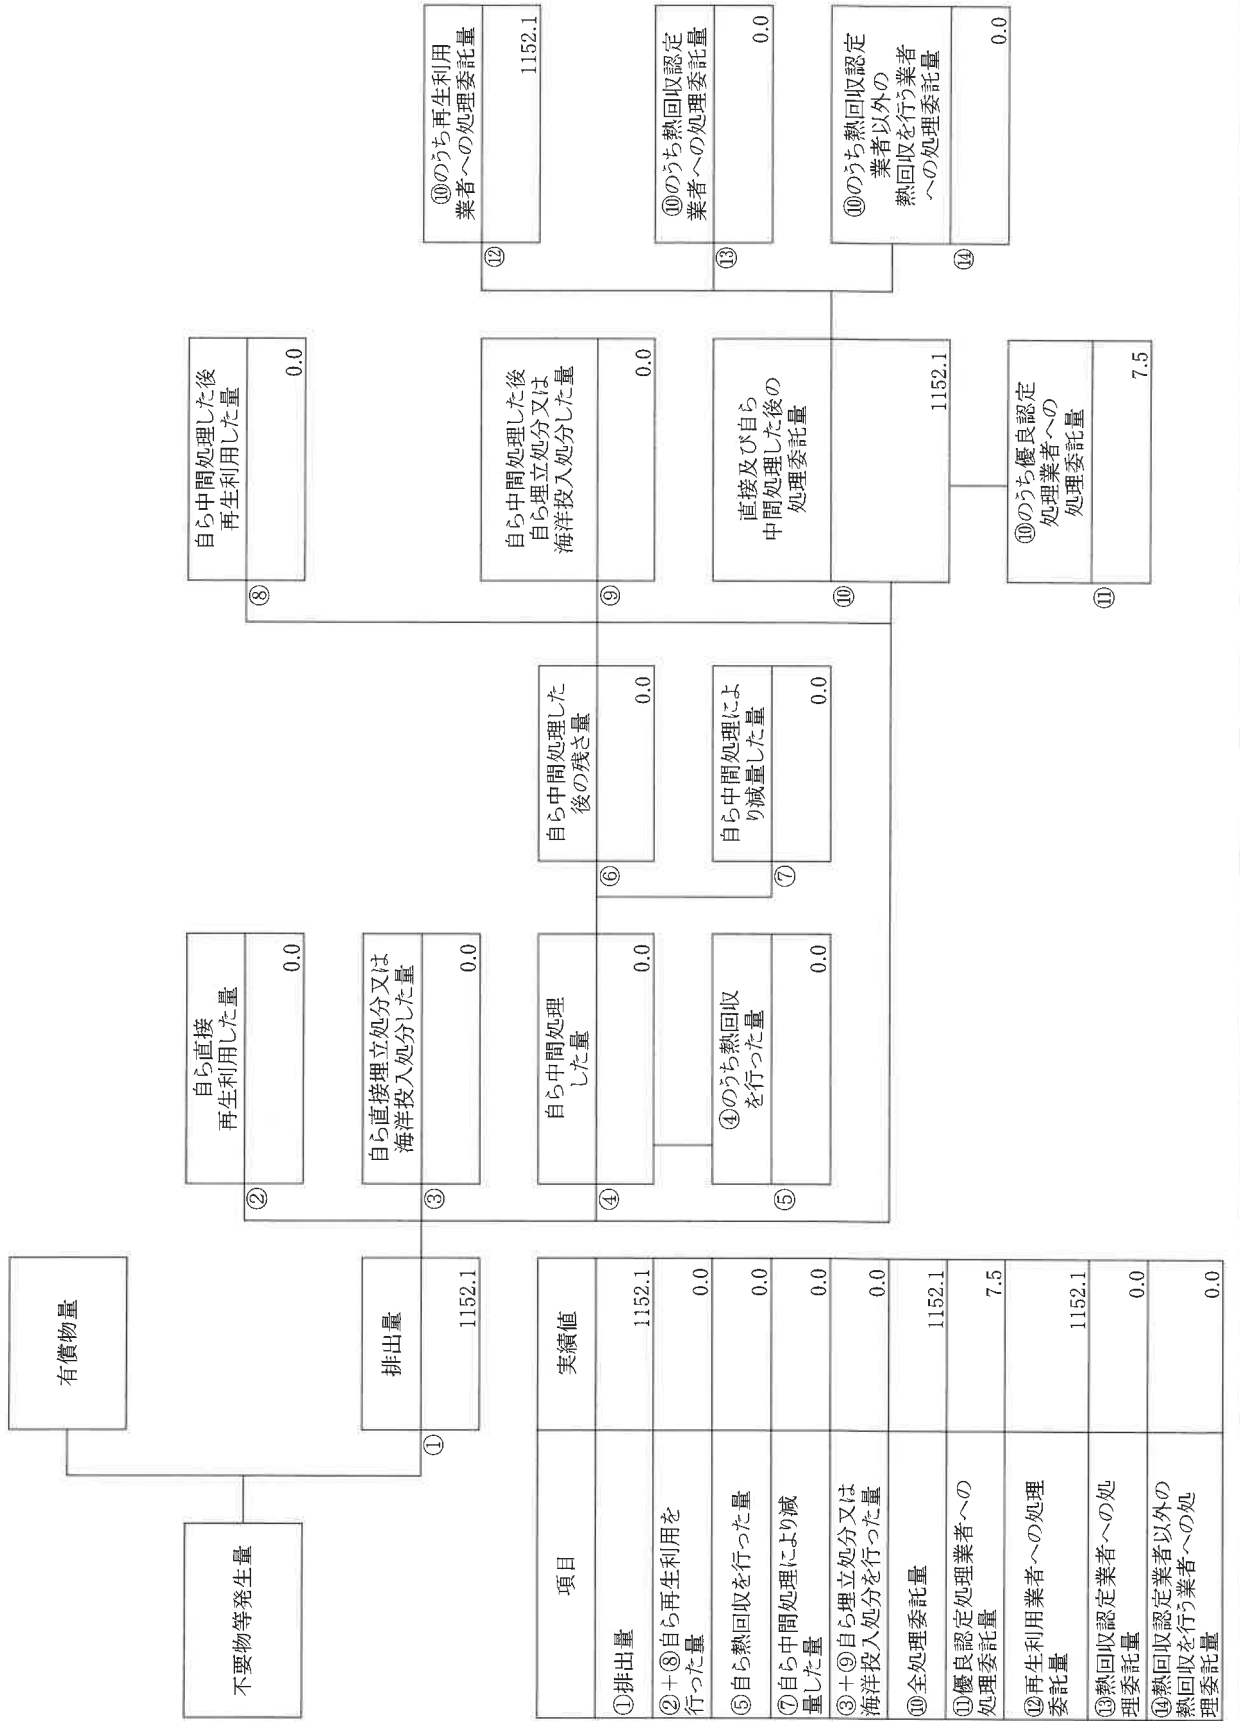 不要物等発生量
有償物量
排出量
①
1152.1
自ら直接
再生利用した量
②
0.0
自ら直接埋立処分又は
海洋投入処分した量
③
0.0
自ら中間処理
した量
④
0.0
④のうち熱回収
を行った量
⑤
0.0
自ら中間処理した
後の残さ量
⑥
0.0
自ら中間処理によ
り減量した量
⑦
0.0
自ら中間処理した後
再生利用した量
⑧
0.0
自ら中間処理した後
自ら埋立処分又は
海洋投入処分した量
⑨
0.0
直接及び自ら
中間処理した後の
処理委託量
⑩
1152.1
⑩のうち優良認定
処理業者への
処理委託量
⑪
7.5
⑩のうち再生利用
業者への処理委託量
⑫
1152.1
⑩のうち熱回収認定
業者への処理委託量
⑬
0.0
⑩のうち熱回収認定
業者以外の
熱回収を行う業者
への処理委託量
⑭
0.0
項目 実績値
①排出量 1152.1
②+⑧自ら再生利用を
行った量 0.0
⑤自ら熱回収を行った量 0.0
⑦自ら中間処理により減
量した量 0.0
③+⑨自ら埋立処分又は
海洋投入処分を行った量 0.0
⑩全処理委託量 1152.1
⑪優良認定処理業者への
処理委託量 7.5
⑫再生利用業者への処理
委託量 1152.1
⑬熱回収認定業者への処
理委託量 0.0
⑭熱回収認定業者以外の
熱回収を行う業者への処
理委託量 0.0